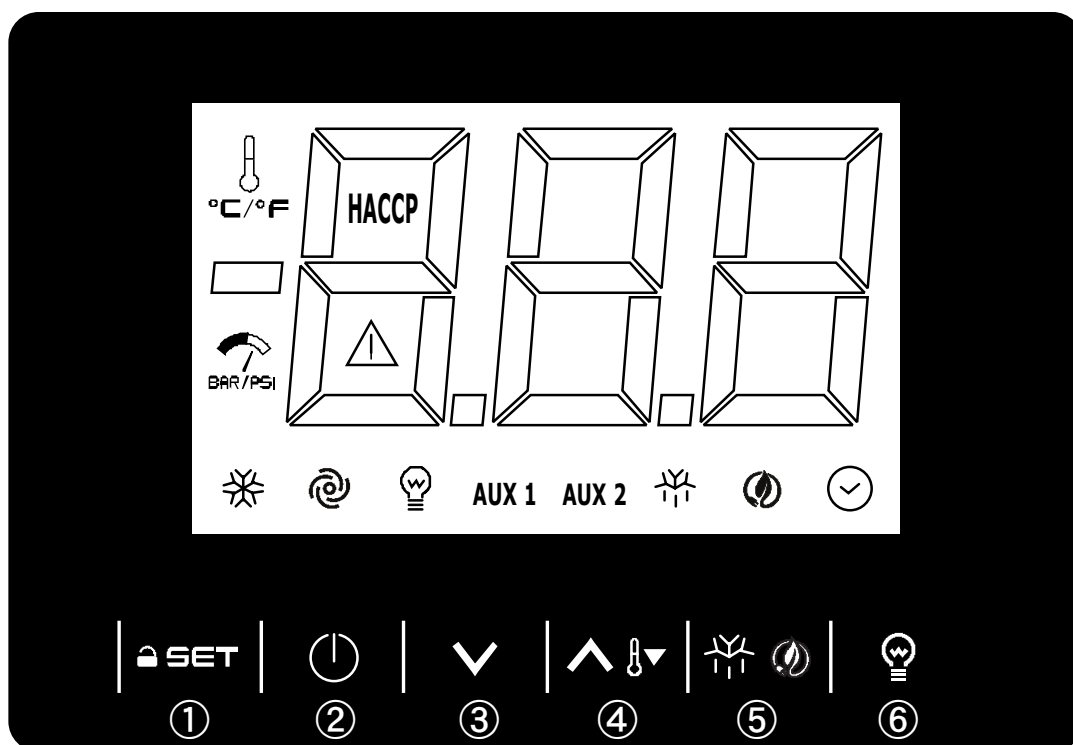 HACCP
°C/°F
BAR/PSI
AUX 1 AUX 2
SET
① ② ③ ④ ⑤ ⑥